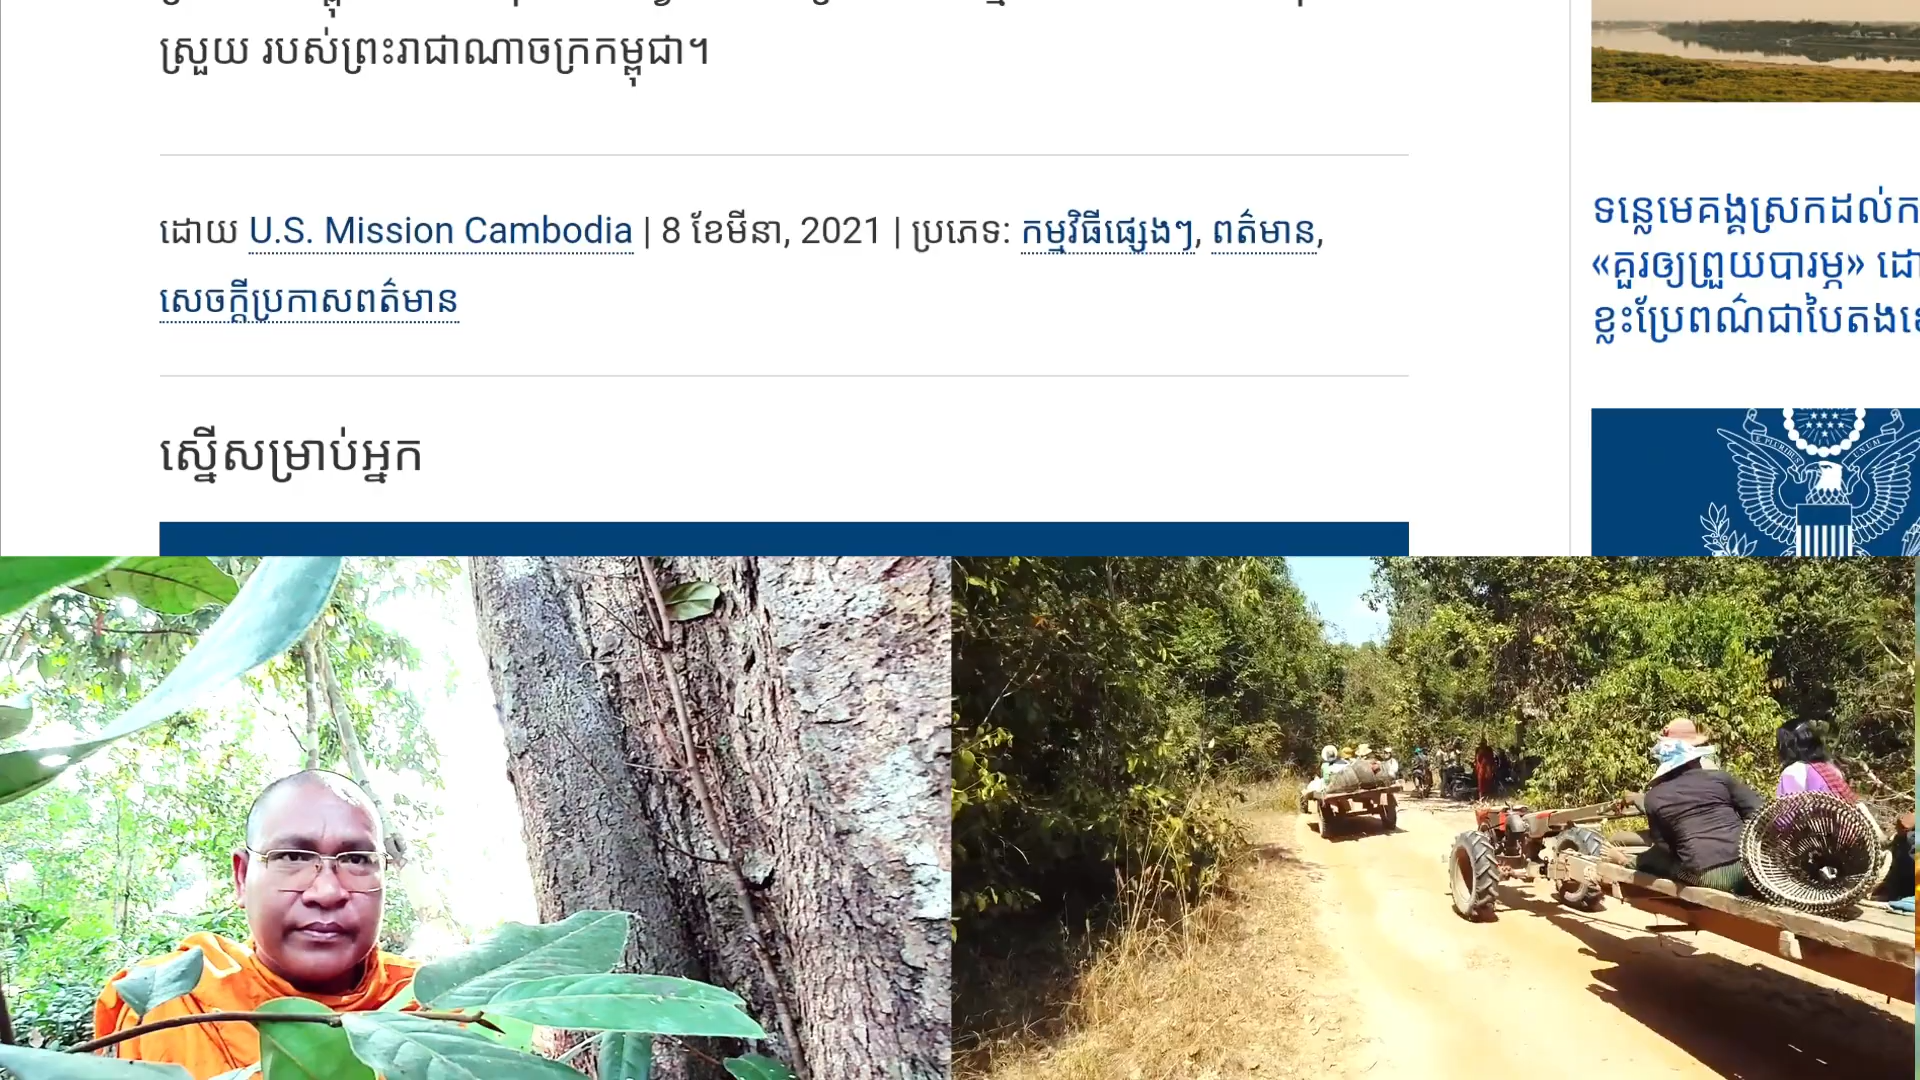 ស្រួយ របស់ព្រះរាជាណាចក្រកម្ពុជា។
ដោយ U.S. Mission Cambodia | 8 ខែមីនា, 2021 | ប្រភេទ: កម្មវិធីផ្សេងៗ, ពត៌មាន,
សេចក្តីប្រកាសពត៌មាន
ស្នើសម្រាប់អ្នក
ទន្លេមេគង្គស្រកដល់ក
«គួរឲ្យព្រួយបារម្ភ» ដោ
ខ្លះប្រែពណ៌ជាបៃតងខ
E PLURIBUS UNUM